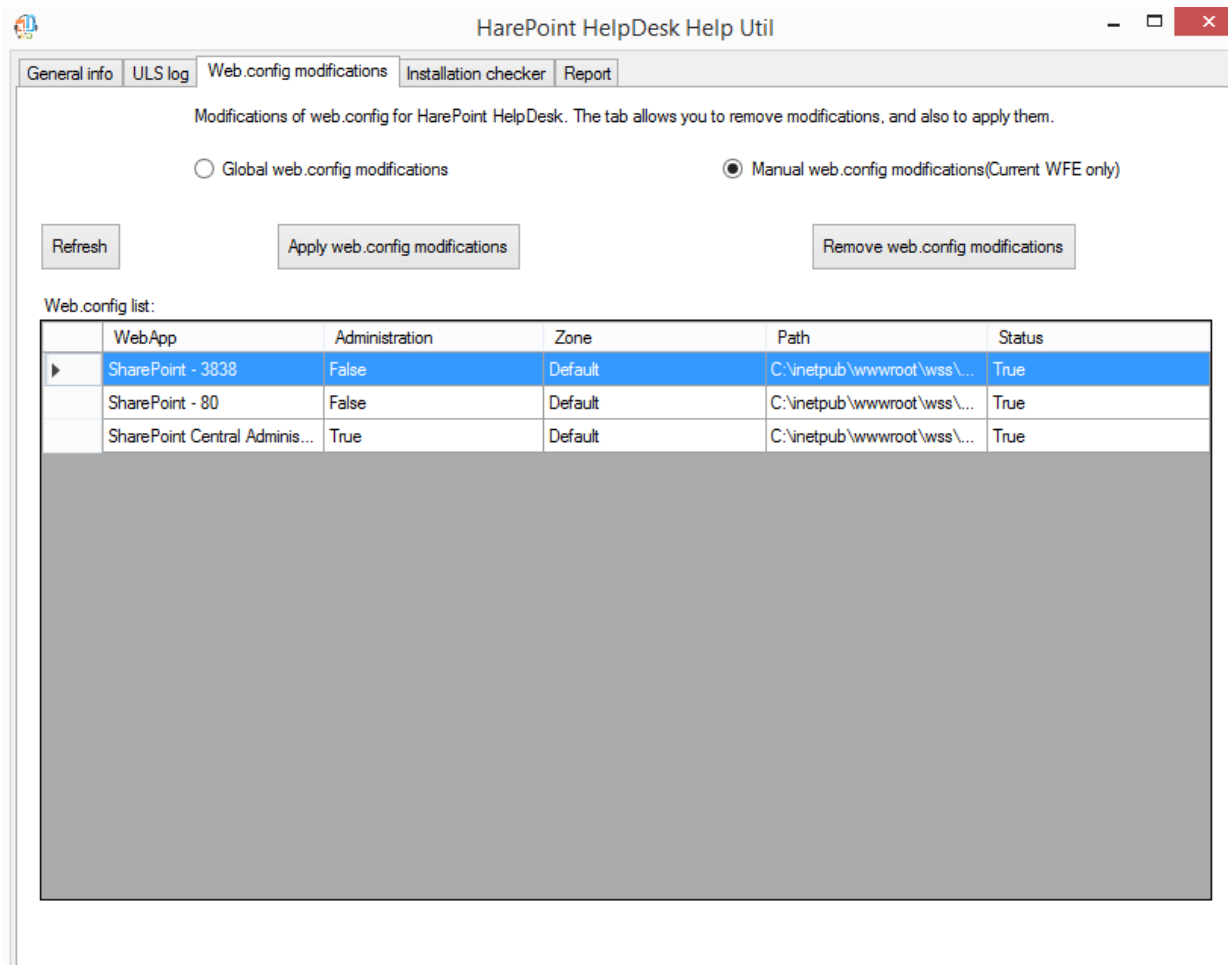 HarePoint HelpDesk Help Util
General info ULS log Web.config modifications Installation checker Report
Modifications of web.config for HarePoint HelpDesk. The tab allows you to remove modifications, and also to apply them.
Global web.config modifications Manual web.config modifications(Current WFE only)
Refresh Apply web.config modifications Remove web.config modifications
Web.config list:
WebApp Administration Zone Path Status
SharePoint - 3838 False Default C:\inetpub\wwwroot\wss\... True
SharePoint - 80 False Default C:\inetpub\wwwroot\wss\... True
SharePoint Central Adminis... True Default C:\inetpub\wwwroot\wss\... True